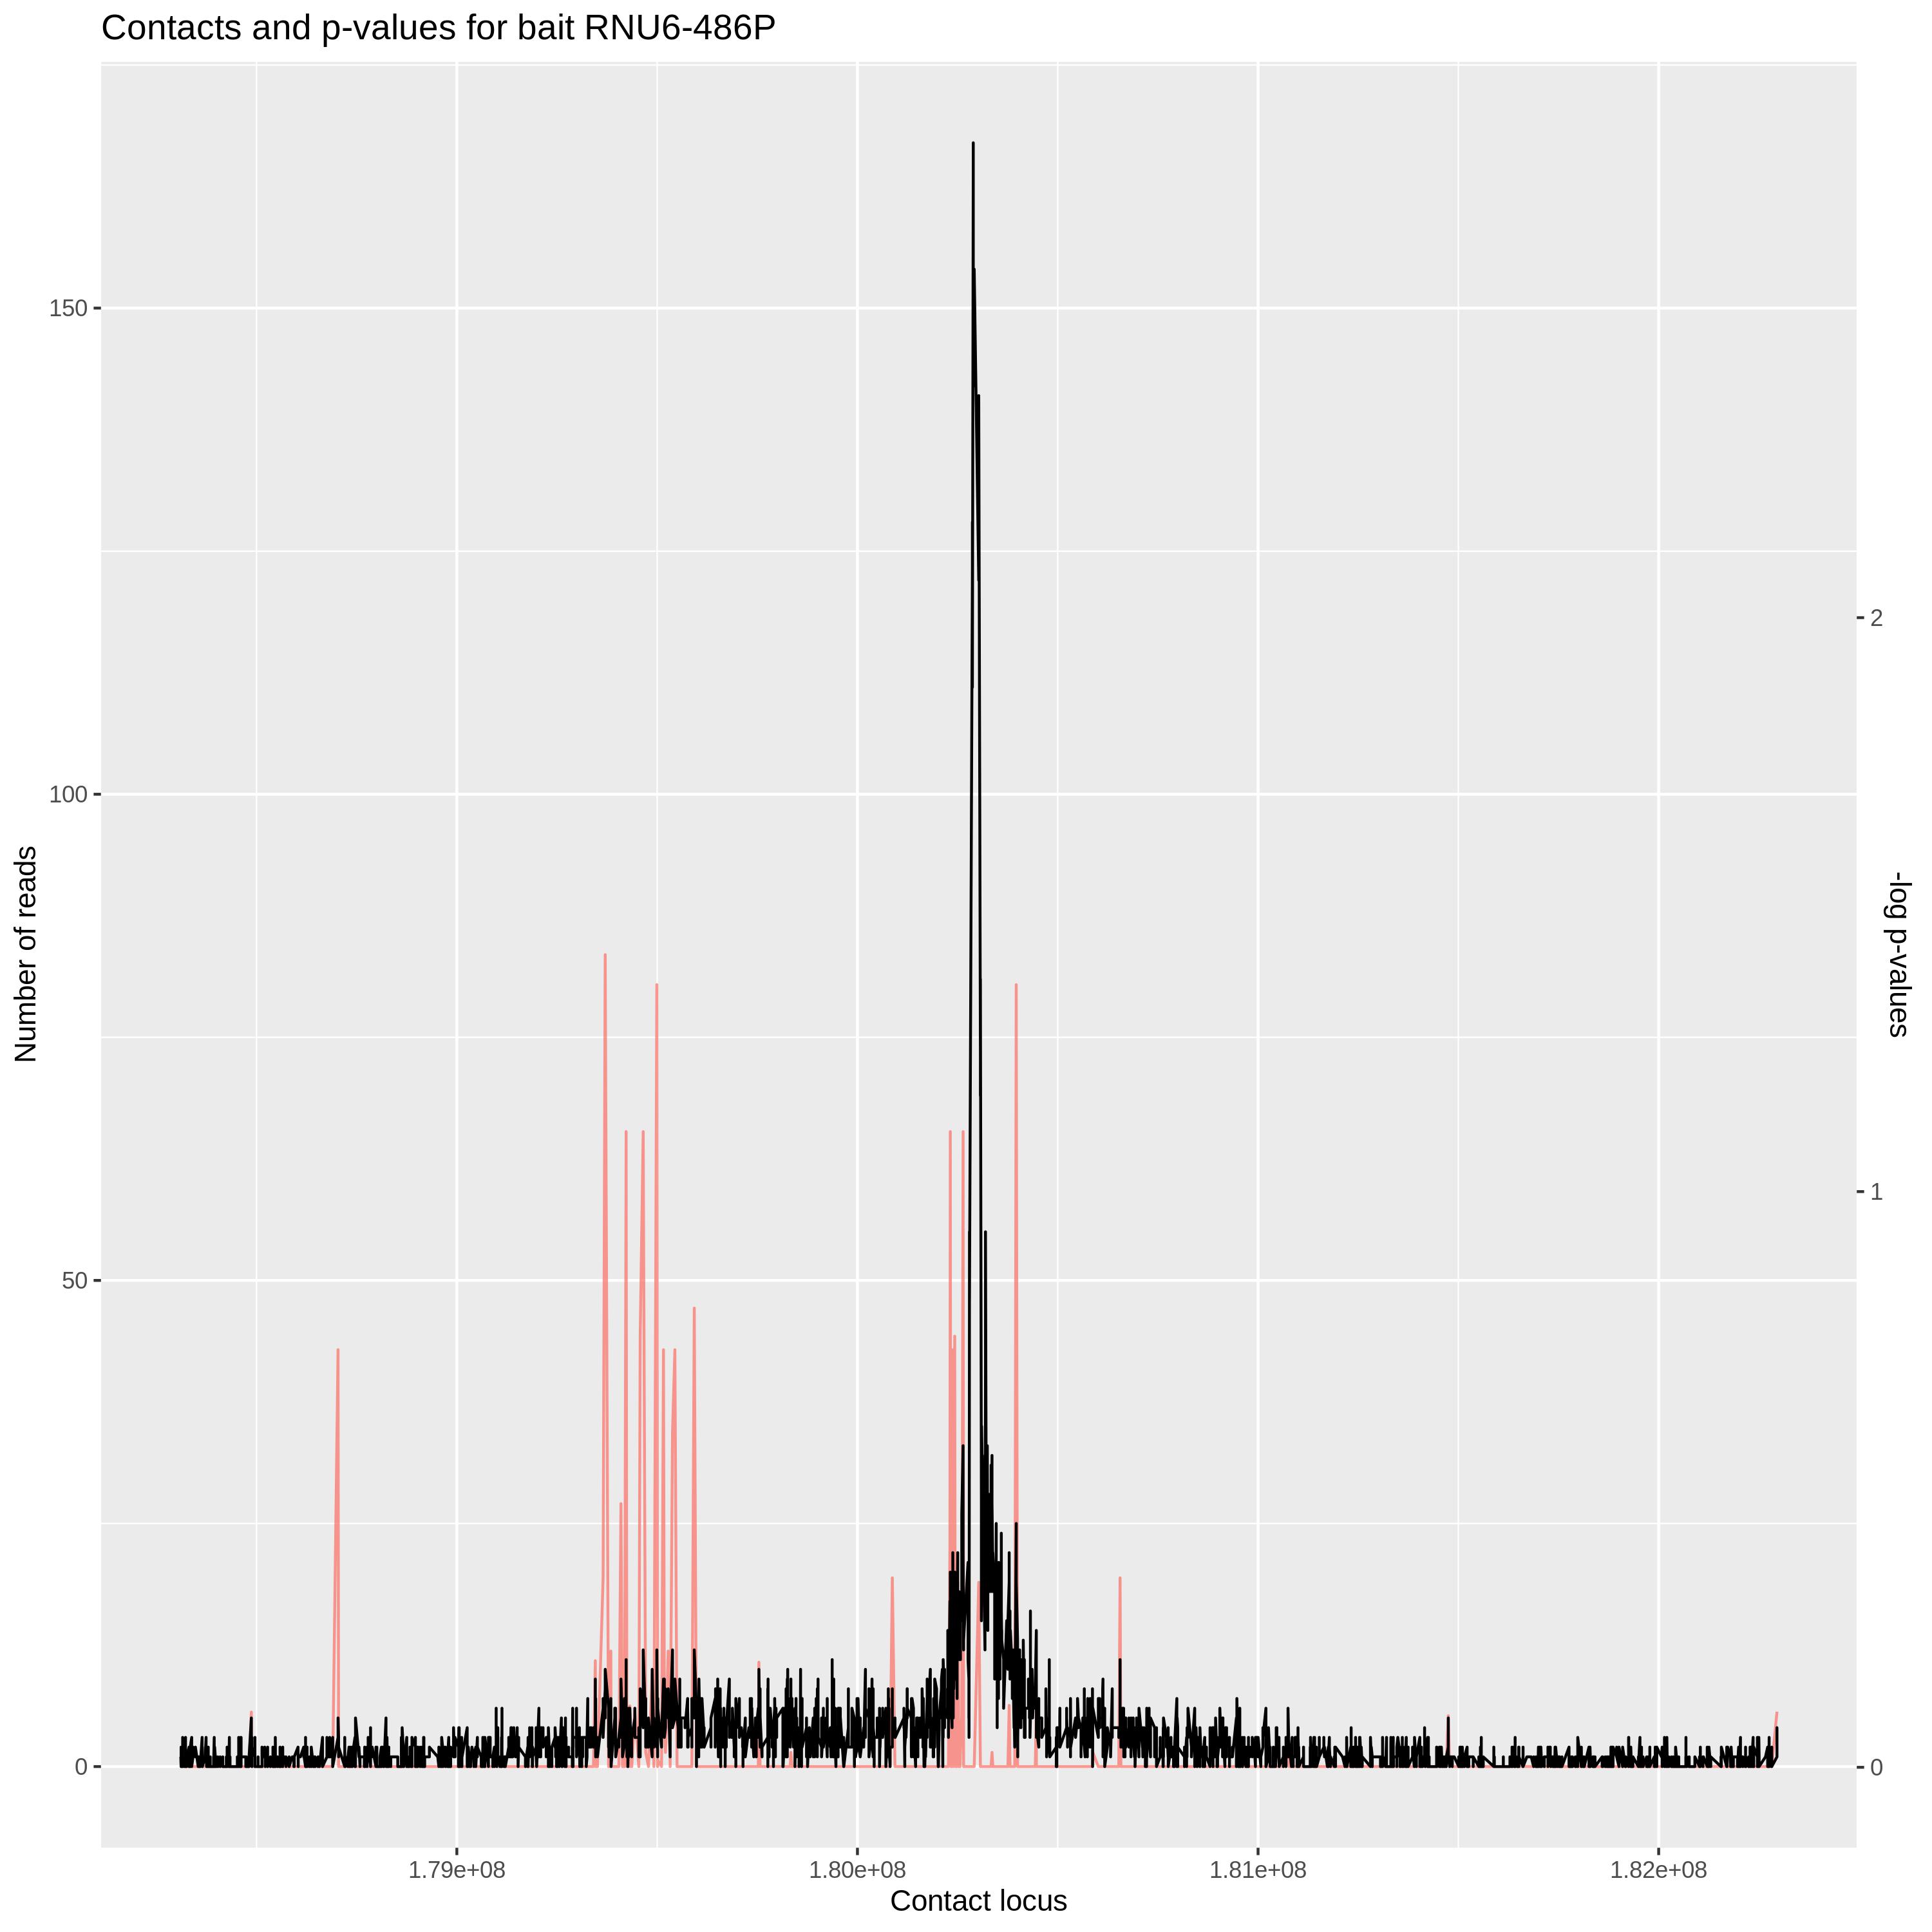 Contacts and p-values for bait RNU6-486P
150
100
50
0
Number of reads
2
1
0
-log p-values
1.79e+08
1.80e+08
1.81e+08
1.82e+08
Contact locus